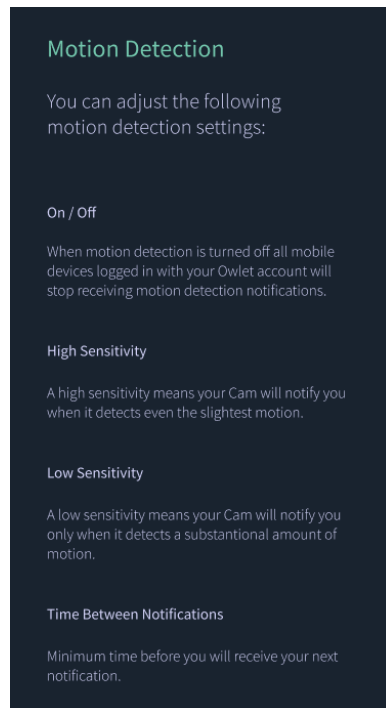 Motion Detection
You can adjust the following
motion detection settings:
On / Off
When motion detection is turned off all mobile
devices logged in with your Owlet account will
stop receiving motion detection notifications.
High Sensitivity
A high sensitivity means your Cam will notify you
when it detects even the slightest motion.
Low Sensitivity
A low sensitivity means your Cam will notify you
only when it detects a substantional amount of
motion.
Time Between Notifications
Minimum time before you will receive your next
notification.